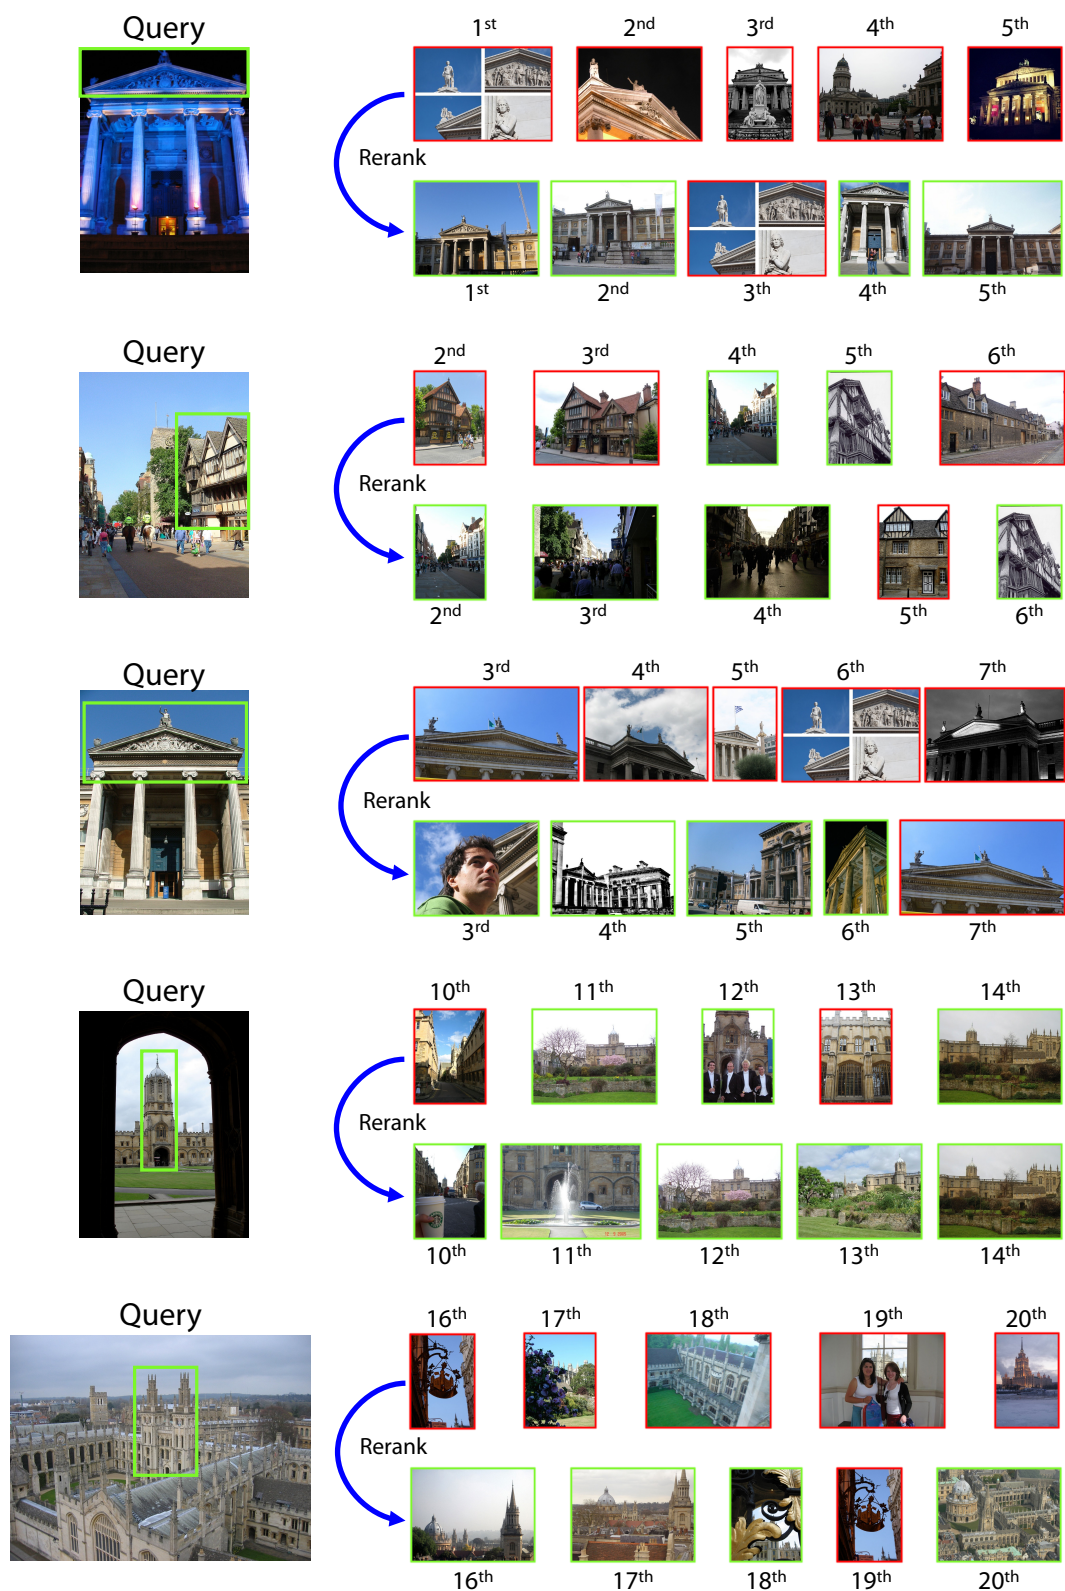 Query 1st 2nd 3rd 4th 5th
Rerank
1st 2nd 3th 4th 5th
Query 2nd 3rd 4th 5th 6th
Rerank
2nd 3rd 4th 5th 6th
Query 3rd 4th 5th 6th 7th
Rerank
3rd 4th 5th 6th 7th
Query 10th 11th 12th 13th 14th
Rerank
10th 11th 12th 13th 14th
Query 16th 17th 18th 19th 20th
Rerank
16th 17th 18th 19th 20th